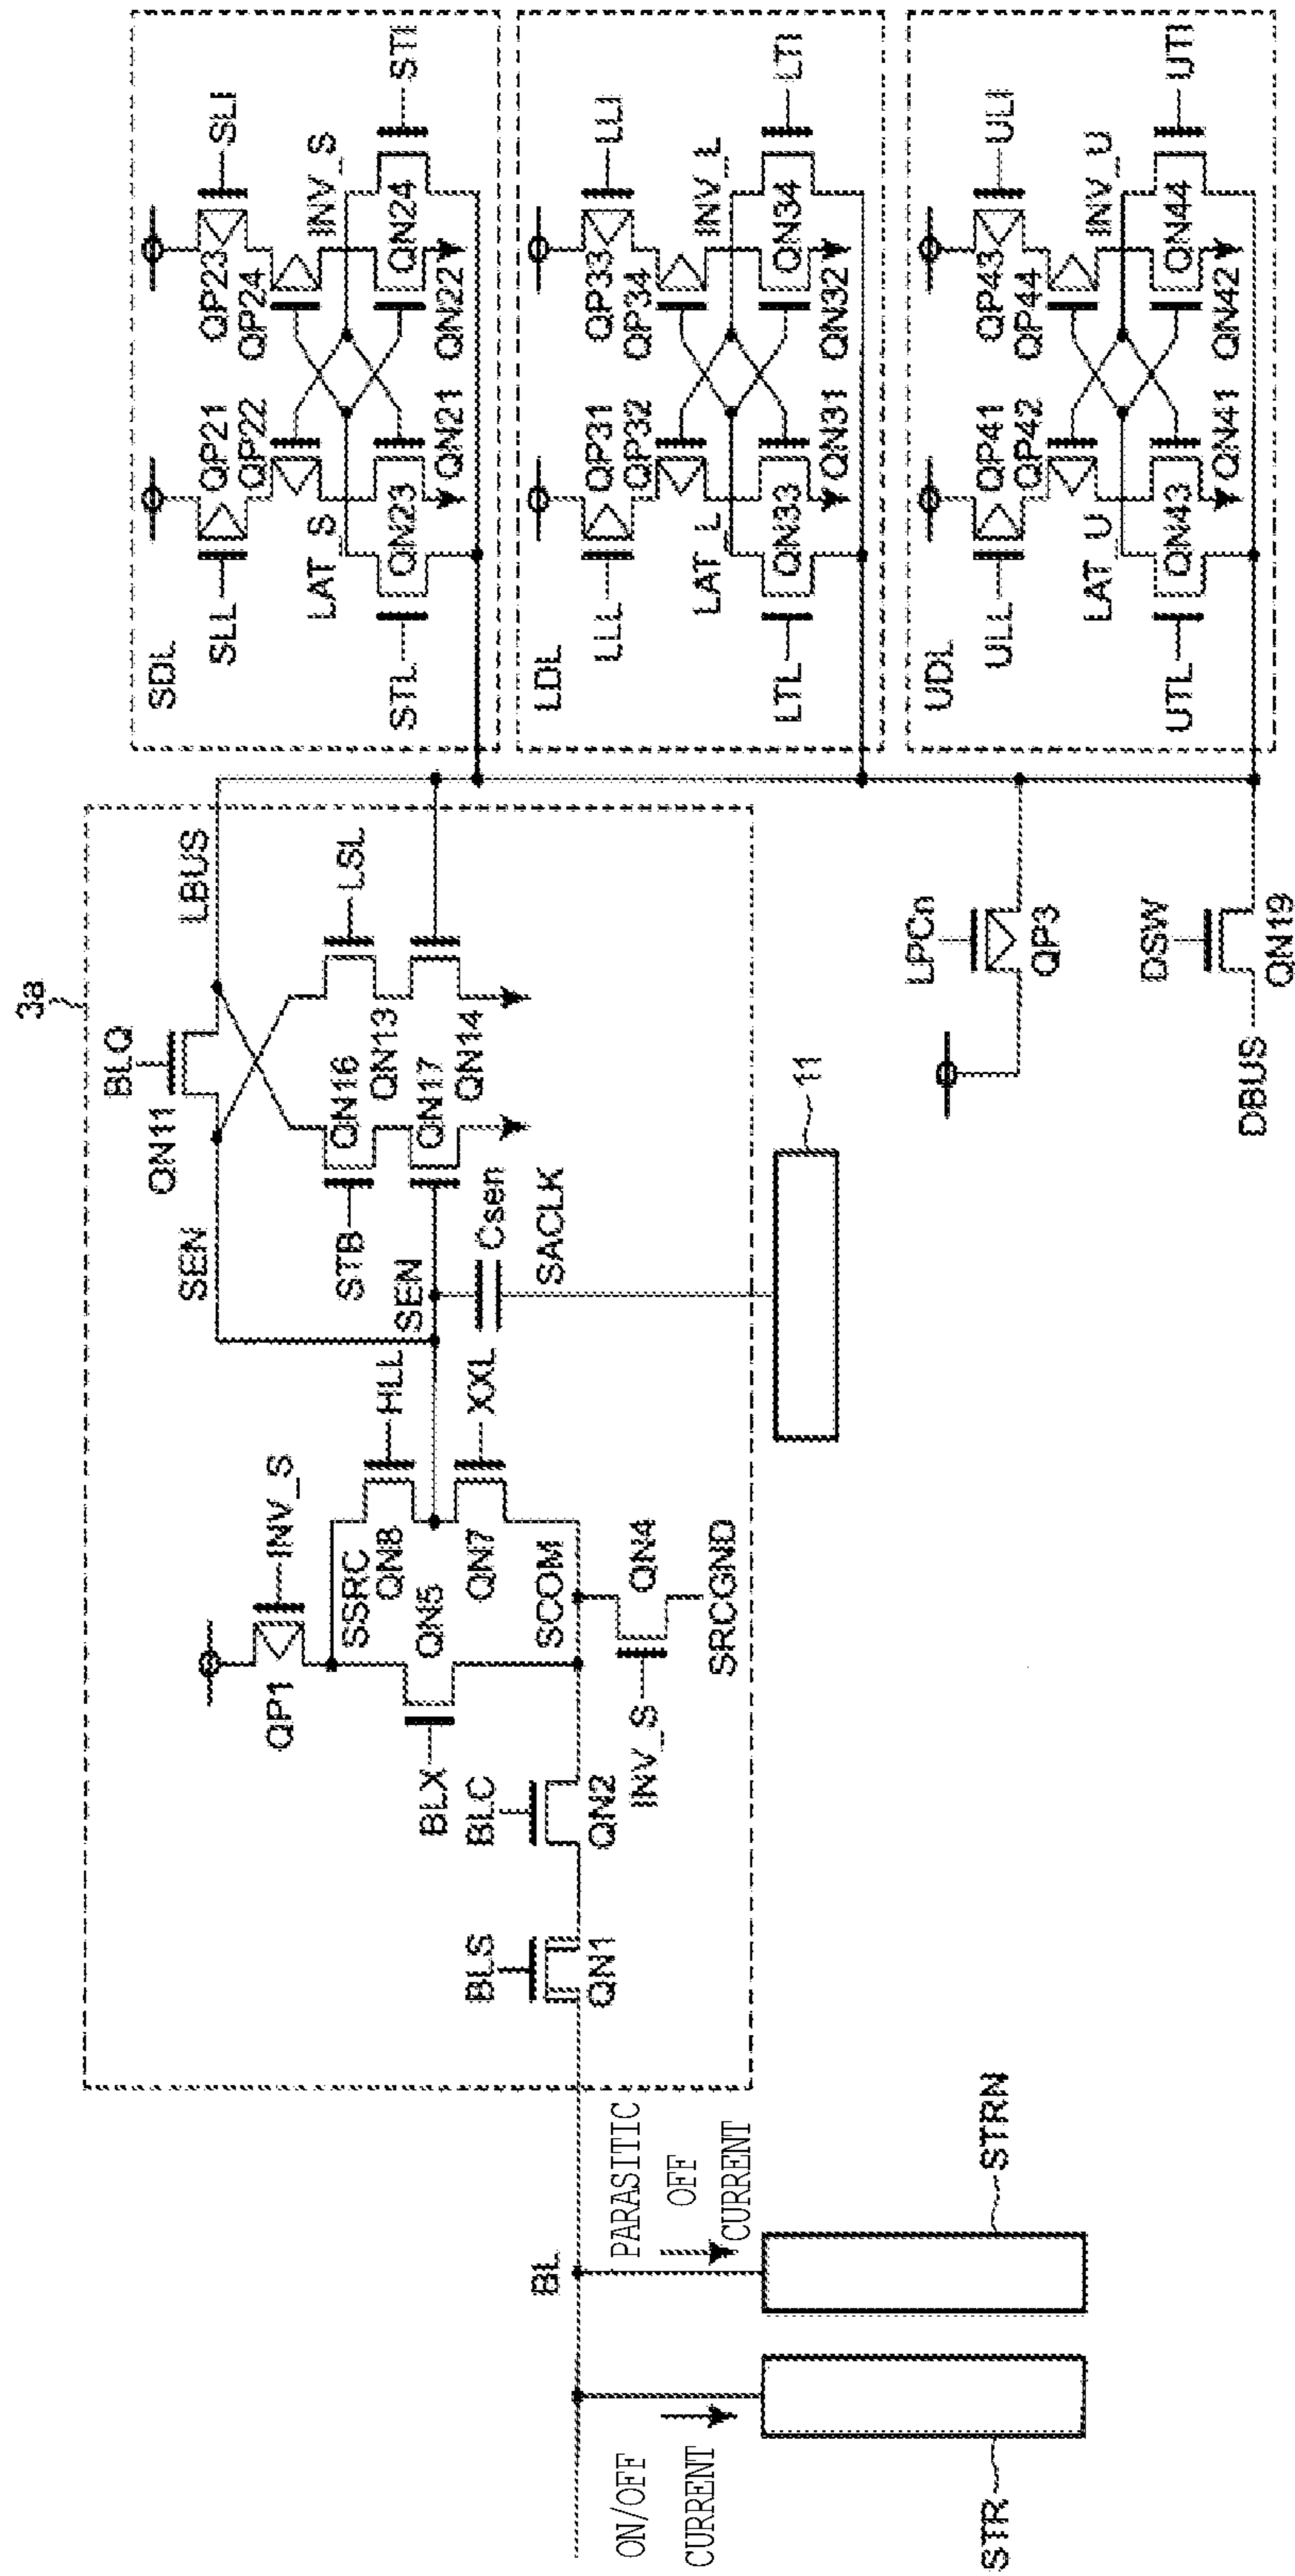 3a
BLQ
QN11
LBUS
SEN
LSL
QN16
QN13
STB
QN17
QN14
SEN
Csen
SACLK
11
INV_S
QP1
SSRC
HLL
QN8
QN5
XXL
QN7
BLX
SCOM
QN4
INV_S
SRCGND
BLS
BLC
QN1
QN2
BL
PARASITIC
OFF
CURRENT
ON/OFF
CURRENT
STR
STRN
LPCn
QP3
DSW
DBUS
QN19
SDL
SLL
QP21
QP22
QP23
QP24
SLI
LAT_S
INV_S
STL
QN23
QN21
QN24
QN22
STI
LDL
LLL
QP31
QP32
QP33
QP34
LLI
LAT_L
INV_L
LTL
QN33
QN31
QN34
QN32
LTI
UDL
ULL
QP41
QP42
QP43
QP44
ULI
LAT_U
INV_U
UTL
QN43
QN41
QN44
QN42
UTI